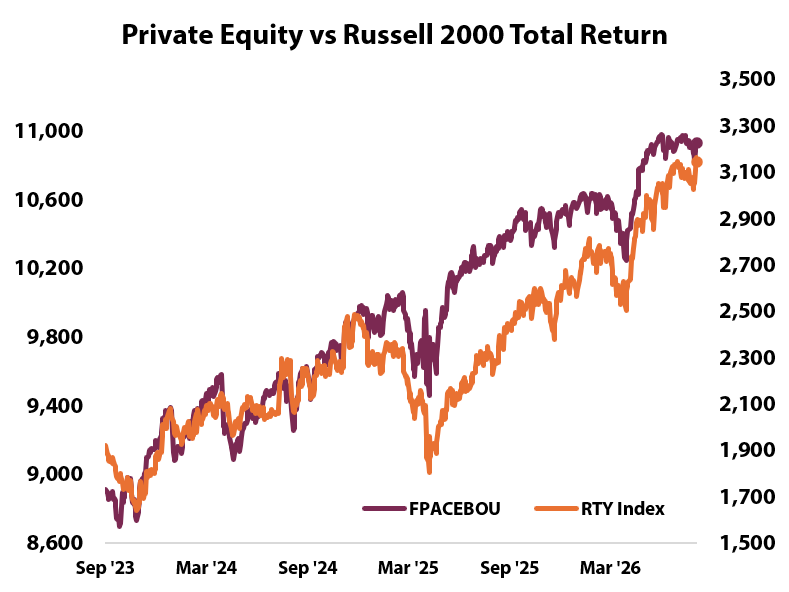 Private Equity vs Russell 2000 Total Return
3,500
11,000
3,300
3,100
10,600
2,900
10,200
2,700
2,500
9,800
2,300
9,400
2,100
1,900
9,000
1,700
FPACEBOU
RTY Index
8,600
1,500
Sep '23
Mar '24
Sep '24
Mar '25
Sep '25
Mar '26